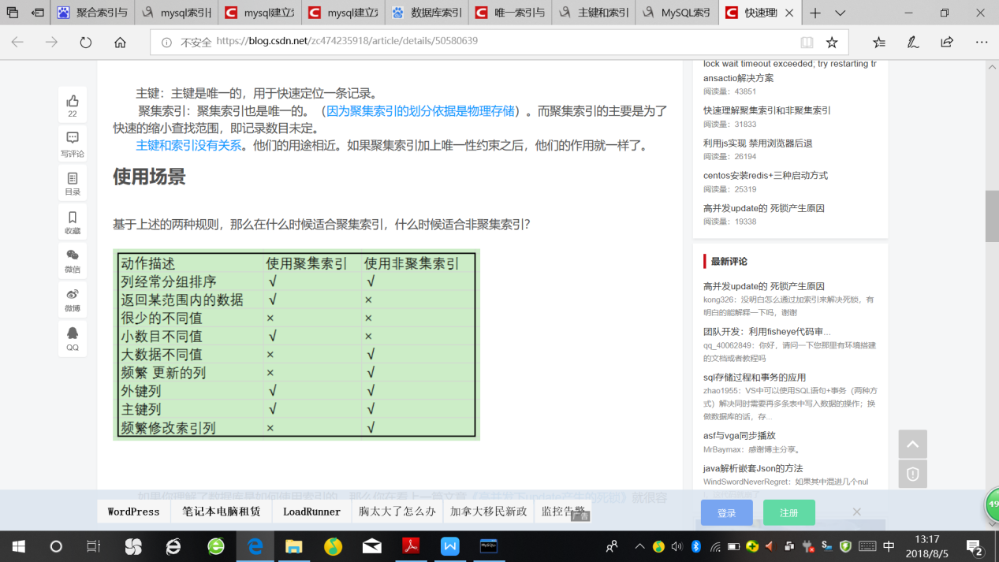 聚合索引与
mysql索引
mysql建立
mysql建立
数据库索引
唯一索引与
主键和索引
MySQL索
快速理
不安全 https://blog.csdn.net/zc474235918/article/details/50580639
主键：主键是唯一的，用于快速定位一条记录。
聚集索引：聚集索引也是唯一的。（因为聚集索引的划分依据是物理存储）。而聚集索引的主要是为了
快速的缩小查找范围，即记录数目未定。
主键和索引没有关系。他们的用途相近。如果聚集索引加上唯一性约束之后，他们的作用就一样了。
使用场景
基于上述的两种规则，那么在什么时候适合聚集索引，什么时候适合非聚集索引？
动作描述 使用聚集索引 使用非聚集索引
列经常分组排序 √ √
返回某范围内的数据 √ ×
很少的不同值 × ×
小数目不同值 √ ×
大数据不同值 × √
频繁 更新的列 × √
外键列 √ √
主键列 √ √
频繁修改索引列 × √
如果你理解了数据库是如何使用索引的，那么你在看上一篇文章《高并发下update产生的死锁》就很容
22
写评论
目录
收藏
微信
微博
QQ
lock wait timeout exceeded; try restarting tr
ansactio解决方案
阅读量：43851
快速理解聚集索引和非聚集索引
阅读量：31833
利用js实现 禁用浏览器后退
阅读量：26194
centos安装redis+三种启动方式
阅读量：25319
高并发update的 死锁产生原因
阅读量：19338
最新评论
高并发update的 死锁产生原因
kong326：没明白怎么通过加索引来解决死锁，有
明白的能解释一下吗，谢谢
团队开发：利用fisheye代码审...
qq_40062849：你好，请问一下您那里有环境搭建
的文档或者教程吗
sql存储过程和事务的应用
zhao1955：VS中可以使用SQL语句+事务（两种方
式）解决同时需要再多条表中写入数据的操作；换
做数据库的话，存...
asf与vga同步播放
MrBaymax：感谢博主分享。
java解析嵌套Json的方法
WindSwordNeverRegret：如果其中混进几个nul
WordPress 笔记本电脑租赁 LoadRunner 胸太大了怎么办 加拿大移民新政 监控告警
广告
登录 注册
49
MySQL
中
13:17
2018/8/5
2